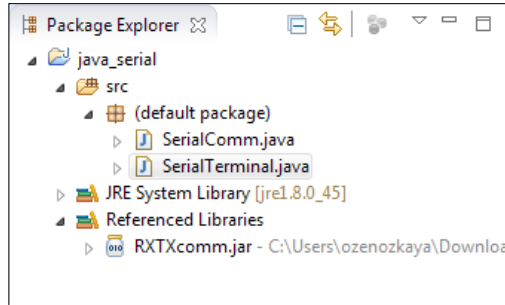 Package Explorer
java_serial
src
(default package)
SerialComm.java
SerialTerminal.java
JRE System Library [jre1.8.0_45]
Referenced Libraries
RXTXcomm.jar - C:\Users\ozenozkaya\Downloa